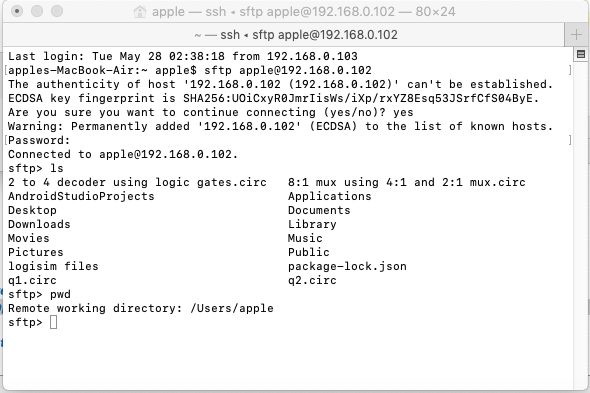 apple — ssh ◂ sftp apple@192.168.0.102 — 80×24
~ — ssh ◂ sftp apple@192.168.0.102
Last login: Tue May 28 02:38:18 from 192.168.0.103
[apples-MacBook-Air:~ apple$ sftp apple@192.168.0.102 ]
The authenticity of host '192.168.0.102 (192.168.0.102)' can't be established.
ECDSA key fingerprint is SHA256:UOiCxyR0JmrIisWs/iXp/rxYZ8Esq53JSrfCfS04ByE.
Are you sure you want to continue connecting (yes/no)? yes
Warning: Permanently added '192.168.0.102' (ECDSA) to the list of known hosts.
[Password: ]
Connected to apple@192.168.0.102.
sftp> ls
2 to 4 decoder using logic gates.circ 8:1 mux using 4:1 and 2:1 mux.circ
AndroidStudioProjects Applications
Desktop Documents
Downloads Library
Movies Music
Pictures Public
logisim files package-lock.json
q1.circ q2.circ
sftp> pwd
Remote working directory: /Users/apple
sftp>